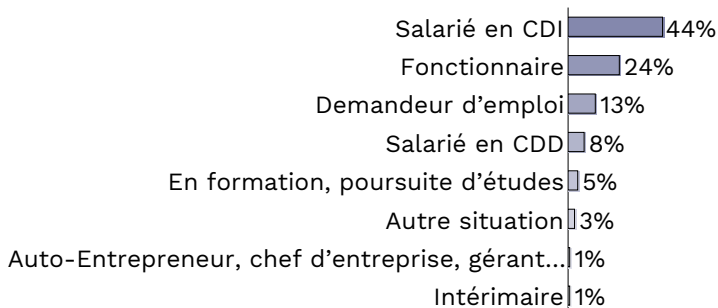 Salarié en CDI 44%
Fonctionnaire 24%
Demandeur d'emploi 13%
Salarié en CDD 8%
En formation, poursuite d'études 5%
Autre situation 3%
Auto-Entrepreneur, chef d'entreprise, gérant... 1%
Intérimaire 1%